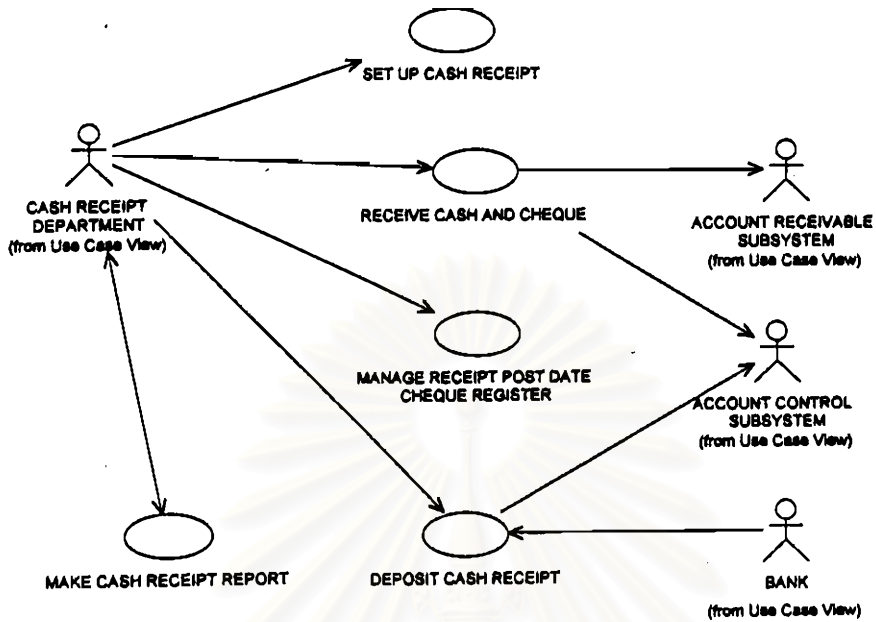 SET UP CASH RECEIPT
CASH RECEIPT
DEPARTMENT
(from Use Case View)
RECEIVE CASH AND CHEQUE
ACCOUNT RECEIVABLE
SUBSYSTEM
(from Use Case View)
MANAGE RECEIPT POST DATE
CHEQUE REGISTER
ACCOUNT CONTROL
SUBSYSTEM
(from Use Case View)
MAKE CASH RECEIPT REPORT
DEPOSIT CASH RECEIPT
BANK
(from Use Case View)